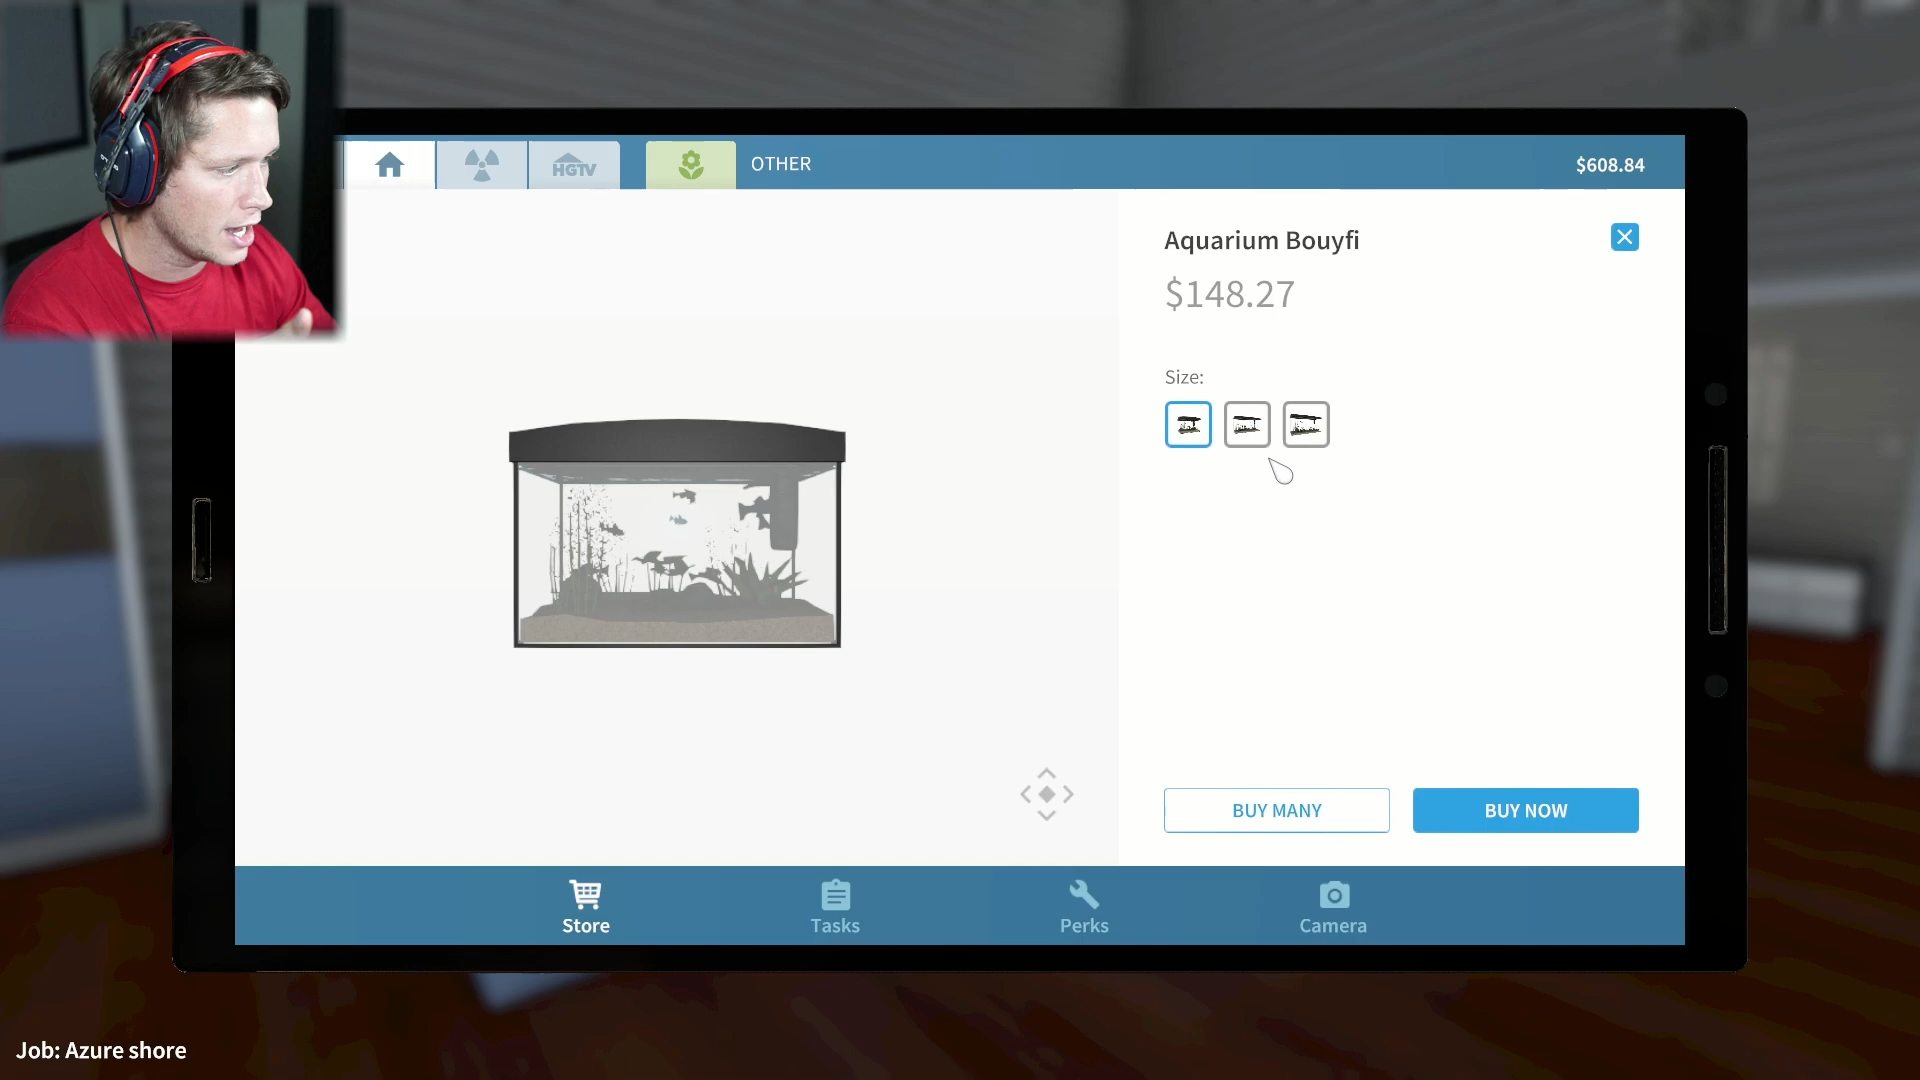 HGTV
OTHER
$608.84
Aquarium Bouyfi
$148.27
Size:
BUY MANY
BUY NOW
Store
Tasks
Perks
Camera
Job: Azure shore